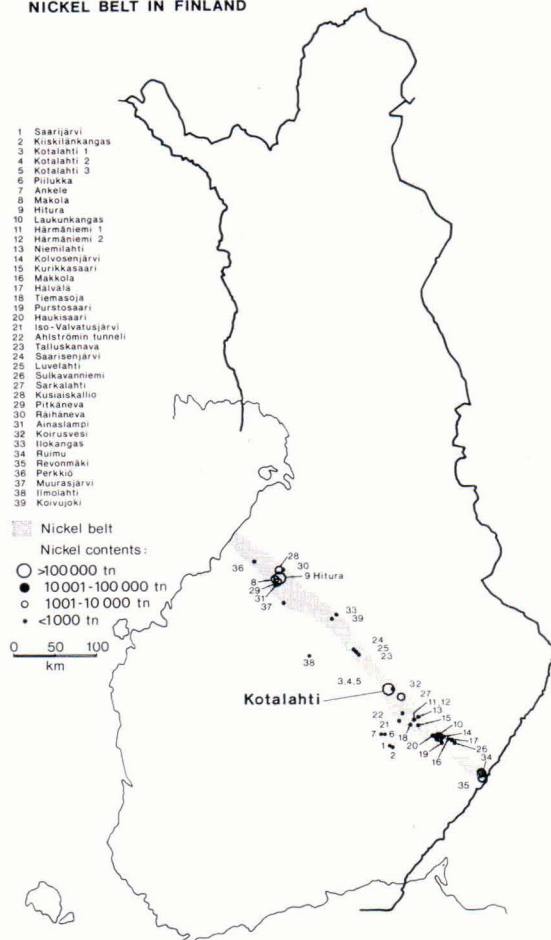 NICKEL BELT IN FINLAND
1 Saarijärvi
2 Kiiskilänkangas
3 Kotalahti 1
4 Kotalahti 2
5 Kotalahti 3
6 Piilukka
7 Ankele
8 Makola
9 Hitura
10 Laukunkangas
11 Härmäniemi 1
12 Härmäniemi 2
13 Niemilahti
14 Kolvosenjärvi
15 Kurikkasaari
16 Makkola
17 Hälvälä
18 Tiemasoja
19 Purstosaari
20 Haukisaari
21 Iso-Valvatusjärvi
22 Ahlströmin tunneli
23 Talluskanava
24 Saarisenjärvi
25 Luvelahti
26 Sulkavanniemi
27 Sarkalahti
28 Kusiaiskallio
29 Pitkäneva
30 Räihäneva
31 Ainaslampi
32 Koirusvesi
33 Ilokangas
34 Ruimu
35 Revonmäki
36 Perkkiö
37 Muurasjärvi
38 Ilmolahti
39 Koivujoki
Nickel belt
Nickel contents:
>100 000 tn
10 001-100 000 tn
1001-10 000 tn
<1000 tn
0 50 100
km
28
36
30
8
9 Hitura
29
31
37
33
39
38
24
25
23
3,4,5
32
Kotalahti
27
11, 12
13
22
21
15
10
14
7
6
18
17
20
26
1
2
19
16
34
35